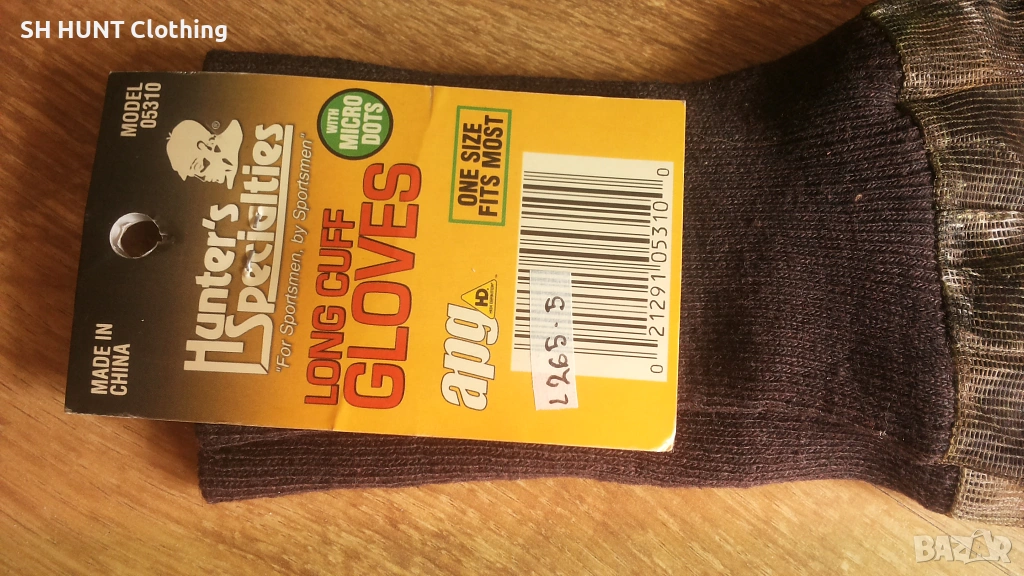 SH HUNT Clothing
MODEL
05310
MADE IN
CHINA
Hunter's
Specialties®
"For Sportsmen, by Sportsmen"
WITH
MICRO
DOTS
LONG CUFF
GLOVES
ONE SIZE
FITS MOST
apg
HD
0 21291 05310 0
L265-5
BAZAR